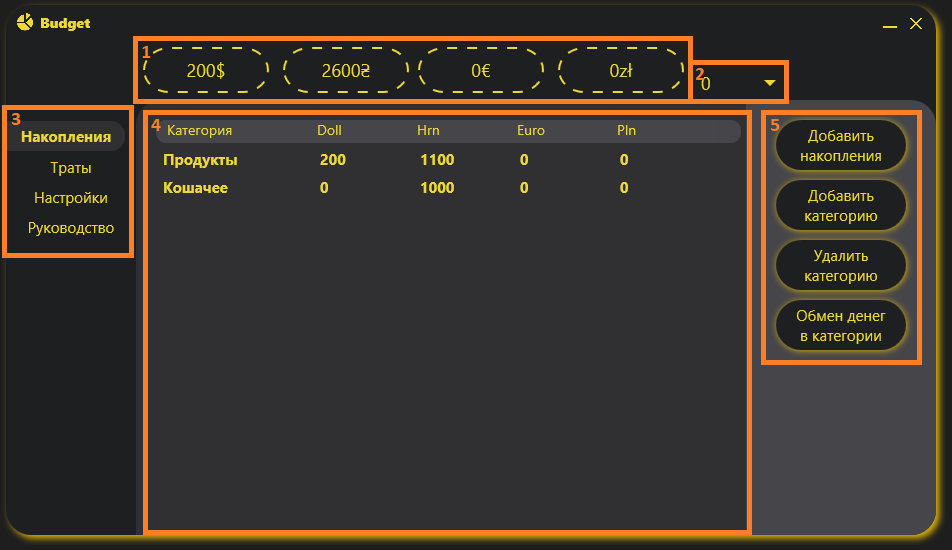 Budget
1
200$ 2600₴ 0€ 0zł
2
0
3
Накопления
Траты
Настройки
Руководство
4
Категория Doll Hrn Euro Pln
Продукты 200 1100 0 0
Кошачее 0 1000 0 0
5
Добавить
накопления
Добавить
категорию
Удалить
категорию
Обмен денег
в категории